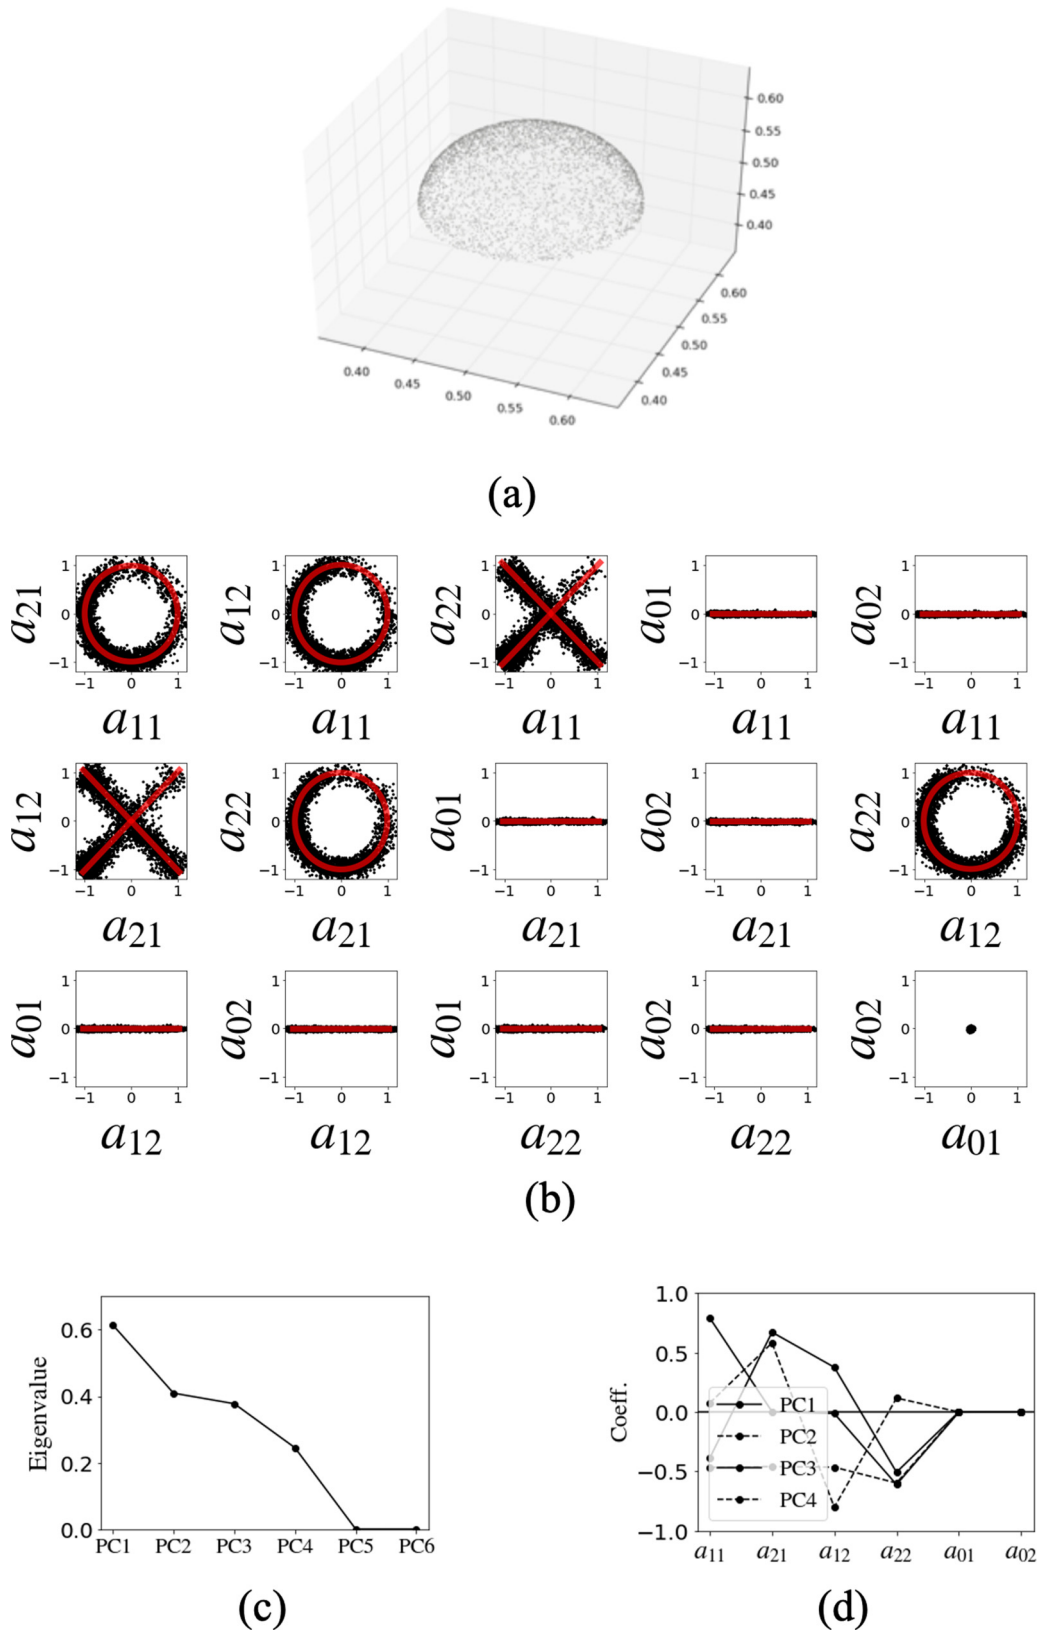 0.60
0.55
0.50
0.45
0.40
0.60
0.55
0.50
0.45
0.40
0.40
0.45
0.50
0.55
0.60
(a)
a21 a12 a22 a01 a02
1 1 1 1 1
0 0 0 0 0
−1 −1 −1 −1 −1
−1 0 1 −1 0 1 −1 0 1 −1 0 1 −1 0 1
a11 a11 a11 a11 a11
a12 a22 a01 a02 a22
1 1 1 1 1
0 0 0 0 0
−1 −1 −1 −1 −1
−1 0 1 −1 0 1 −1 0 1 −1 0 1 −1 0 1
a21 a21 a21 a21 a12
a01 a02 a01 a02 a02
1 1 1 1 1
0 0 0 0 0
−1 −1 −1 −1 −1
−1 0 1 −1 0 1 −1 0 1 −1 0 1 −1 0 1
a12 a12 a22 a22 a01
(b)
Eigenvalue
0.6
0.4
0.2
0.0
PC1 PC2 PC3 PC4 PC5 PC6
(c)
Coeff.
1.0
0.5
0.0
−0.5
−1.0
PC1
PC2
PC3
PC4
a11 a21 a12 a22 a01 a02
(d)